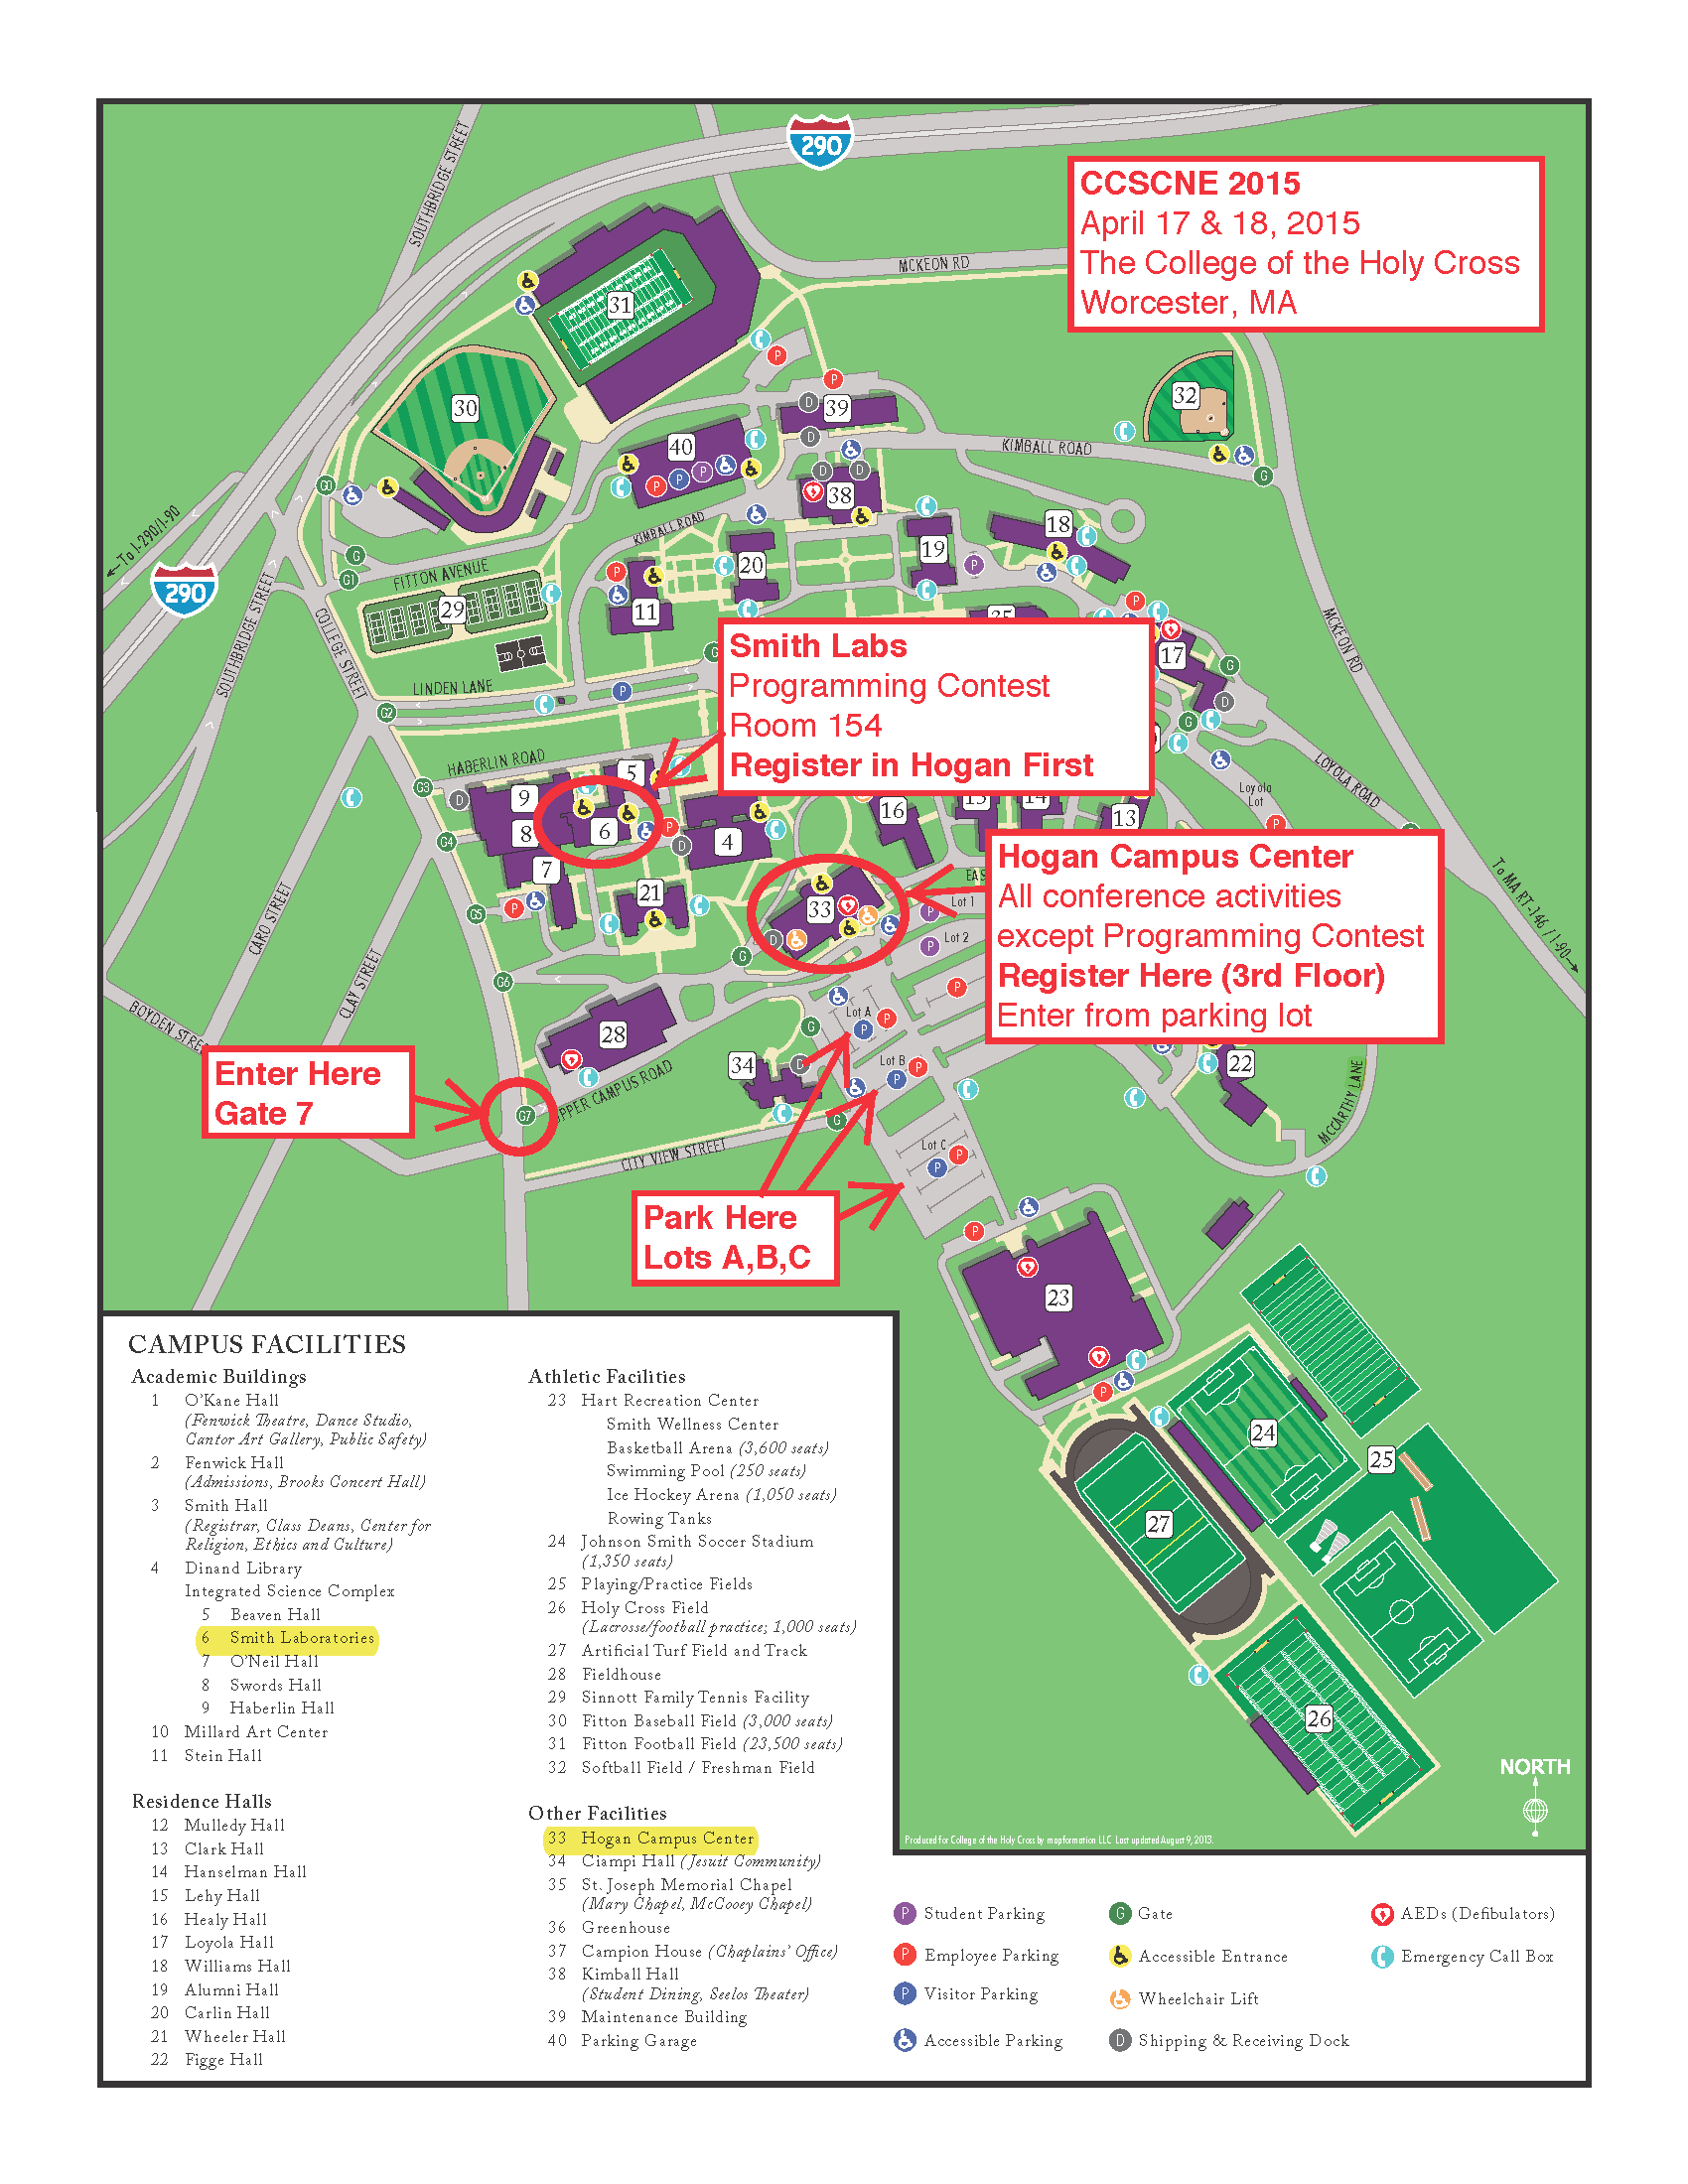 290
SOUTHBRIDGE STREET
CCSCNE 2015
April 17 & 18, 2015
The College of the Holy Cross
Worcester, MA
MCKEON RD
31
30
32
39
40
KIMBALL ROAD
38
To I-290/I-90
290
G0
G
G1
FITTON AVENUE
29
KIMBALL ROAD
18
19
20
11
35
17
SOUTHBRIDGE STREET
COLLEGE STREET
LINDEN LANE
G2
MCKEON RD
Smith Labs
Programming Contest
Room 154
Register in Hogan First
HABERLIN ROAD
G3
5
9
8
6
G4
7
4
16
15
14
13
Loyola
Lot
LOYOLA ROAD
To MA RT-146 / I-90
21
G5
33
EAS
Lot 1
Lot 2
Hogan Campus Center
All conference activities
except Programming Contest
Register Here (3rd Floor)
Enter from parking lot
CARO STREET
CLAY STREET
BOYDEN STREE
G6
28
Lot A
Lot B
34
22
MCCARTHY LANE
Enter Here
Gate 7
G7
UPPER CAMPUS ROAD
CITY VIEW STREET
Lot C
Park Here
Lots A,B,C
23
24
25
27
26
NORTH
Produced for College of the Holy Cross by mapformation LLC. Last updated August 9, 2013.
CAMPUS FACILITIES
Academic Buildings
1 O'Kane Hall
(Fenwick Theatre, Dance Studio,
Cantor Art Gallery, Public Safety)
2 Fenwick Hall
(Admissions, Brooks Concert Hall)
3 Smith Hall
(Registrar, Class Deans, Center for
Religion, Ethics and Culture)
4 Dinand Library
Integrated Science Complex
5 Beaven Hall
6 Smith Laboratories
7 O'Neil Hall
8 Swords Hall
9 Haberlin Hall
10 Millard Art Center
11 Stein Hall
Residence Halls
12 Mulledy Hall
13 Clark Hall
14 Hanselman Hall
15 Lehy Hall
16 Healy Hall
17 Loyola Hall
18 Williams Hall
19 Alumni Hall
20 Carlin Hall
21 Wheeler Hall
22 Figge Hall
Athletic Facilities
23 Hart Recreation Center
Smith Wellness Center
Basketball Arena (3,600 seats)
Swimming Pool (250 seats)
Ice Hockey Arena (1,050 seats)
Rowing Tanks
24 Johnson Smith Soccer Stadium
(1,350 seats)
25 Playing/Practice Fields
26 Holy Cross Field
(Lacrosse/football practice; 1,000 seats)
27 Artificial Turf Field and Track
28 Fieldhouse
29 Sinnott Family Tennis Facility
30 Fitton Baseball Field (3,000 seats)
31 Fitton Football Field (23,500 seats)
32 Softball Field / Freshman Field
Other Facilities
33 Hogan Campus Center
34 Ciampi Hall (Jesuit Community)
35 St. Joseph Memorial Chapel
(Mary Chapel, McCooey Chapel)
36 Greenhouse
37 Campion House (Chaplains' Office)
38 Kimball Hall
(Student Dining, Seelos Theater)
39 Maintenance Building
40 Parking Garage
P Student Parking
P Employee Parking
P Visitor Parking
Accessible Parking
G Gate
Accessible Entrance
Wheelchair Lift
D Shipping & Receiving Dock
AEDs (Defibulators)
Emergency Call Box